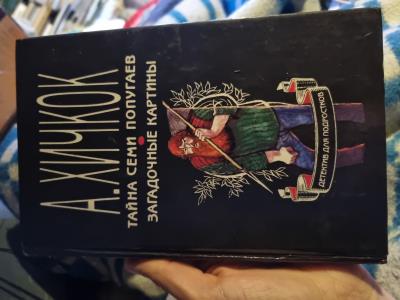 А.ХИЧКОК
ТАЙНА СЕМИ ПОПУГАЕВ
ЗАГАДОЧНЫЕ КАРТИНЫ
ДЕТЕКТИВ ДЛЯ ПОДРОСТКОВ